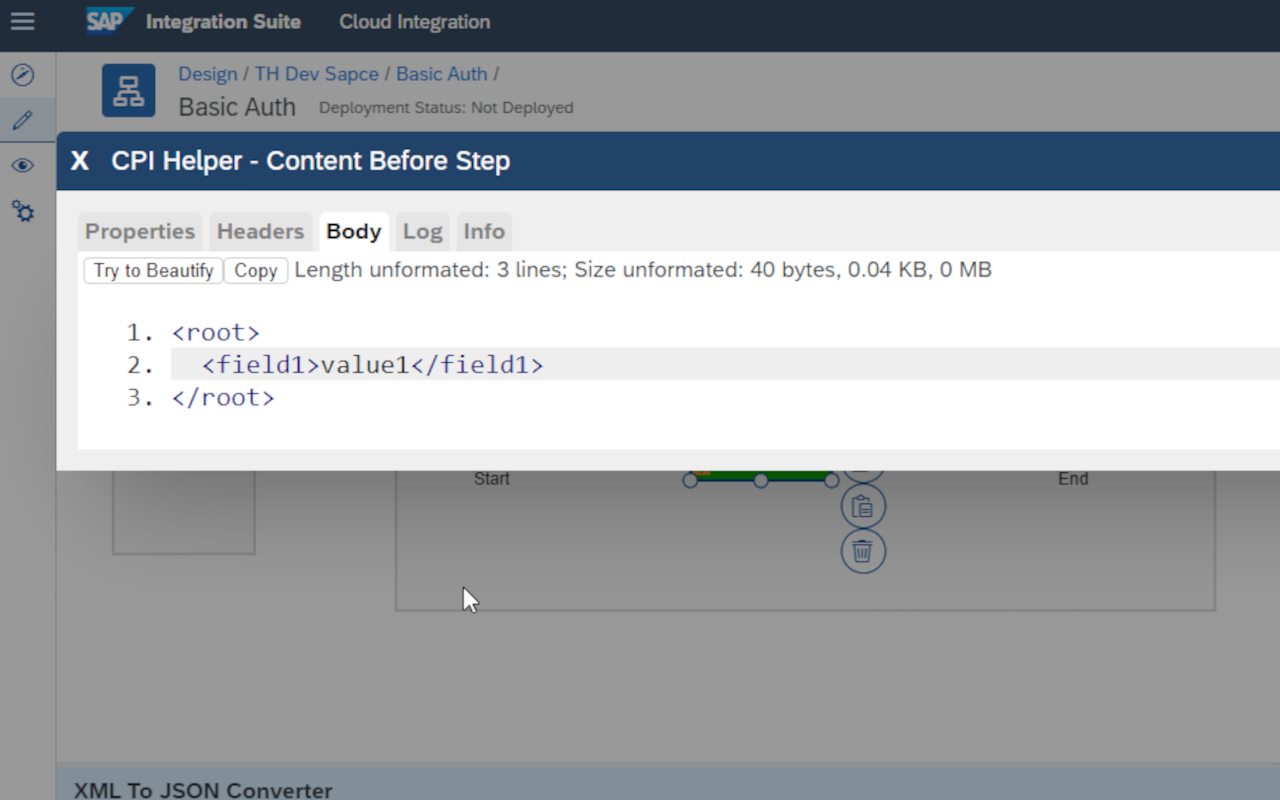 SAP Integration Suite Cloud Integration
Design / TH Dev Sapce / Basic Auth /
Basic Auth Deployment Status: Not Deployed
X CPI Helper - Content Before Step
Properties Headers Body Log Info
Try to Beautify Copy Length unformated: 3 lines; Size unformated: 40 bytes, 0.04 KB, 0 MB
1. <root>
2. <field1>value1</field1>
3. </root>
Start End
XML To JSON Converter